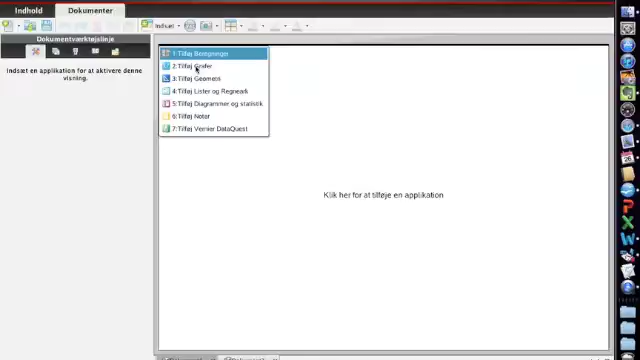 Indhold Dokumenter
Indsæt
Dokumentværktøjslinje
Indsæt en applikation for at aktivere denne
visning.
1:Tilføj Beregninger
2:Tilføj Grafer
3:Tilføj Geometri
4:Tilføj Lister og Regneark
5:Tilføj Diagrammer og statistik
6:Tilføj Noter
7:Tilføj Vernier DataQuest
Klik her for at tilføje en applikation